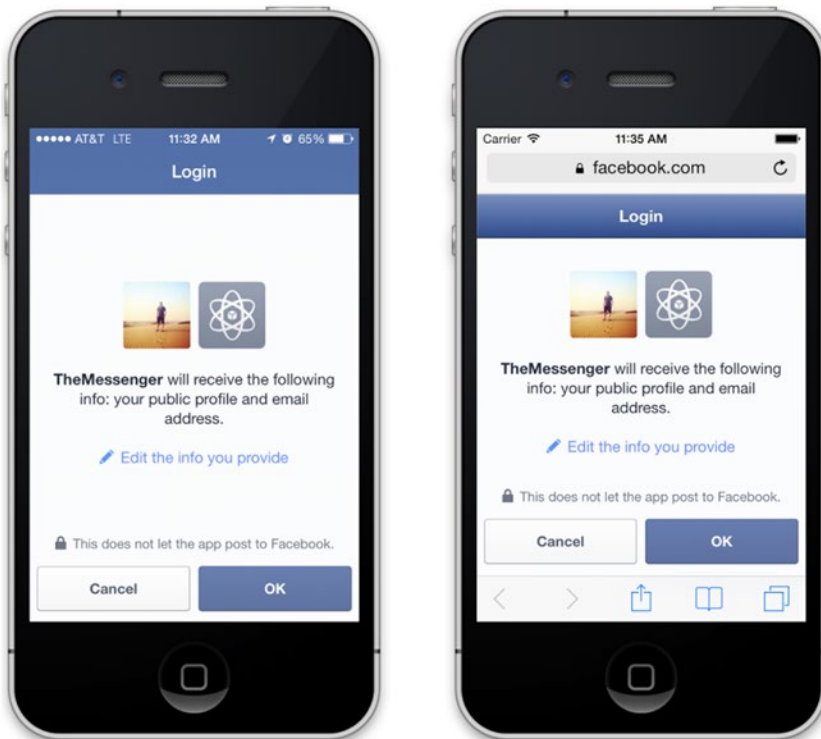 ●●●●● AT&T LTE 11:32 AM 65%
Login
TheMessenger will receive the following
info: your public profile and email
address.
Edit the info you provide
This does not let the app post to Facebook.
Cancel OK
Carrier 11:35 AM
facebook.com
Login
TheMessenger will receive the following
info: your public profile and email
address.
Edit the info you provide
This does not let the app post to Facebook.
Cancel OK